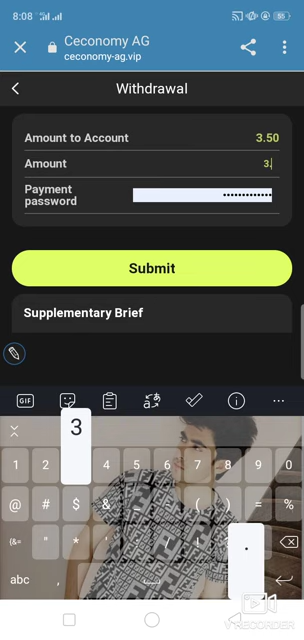 8:08
55
Ceconomy AG
ceconomy-ag.vip
Withdrawal
Amount to Account 3.50
Amount 3.
Payment password ••••••••••••
Submit
Supplementary Brief
GIF
3
1 2 4 5 6 7 8 9 0
@ # $ & _ ( ) = %
{&= " * ' / ! ?
abc , .